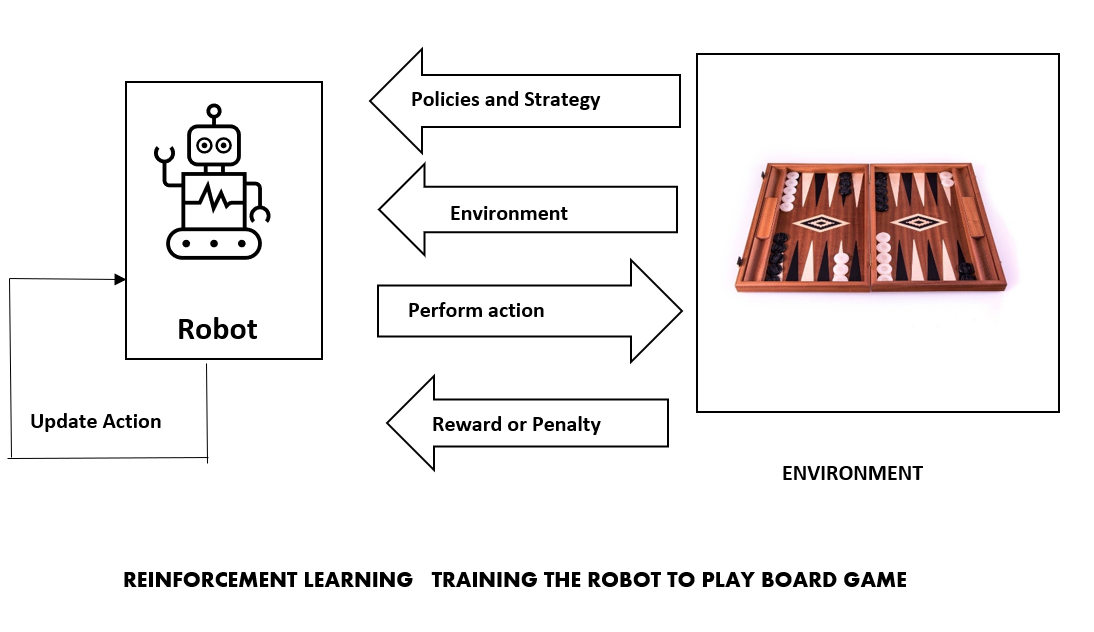 Policies and Strategy
Environment
Perform action
Robot
Update Action
Reward or Penalty
ENVIRONMENT
REINFORCEMENT LEARNING TRAINING THE ROBOT TO PLAY BOARD GAME